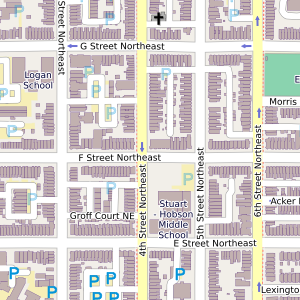 Street Northeast
G Street Northeast
Logan
School
P
P
P
P
P
E
Morris
F Street Northeast
P
P
Stuart
- Hobson
Middle
School
Groff Court NE
4th Street Northeast
5th Street Northeast
6th Street Northeast
Acker
E Street Northeast
P
P
P
P
P
Lexington